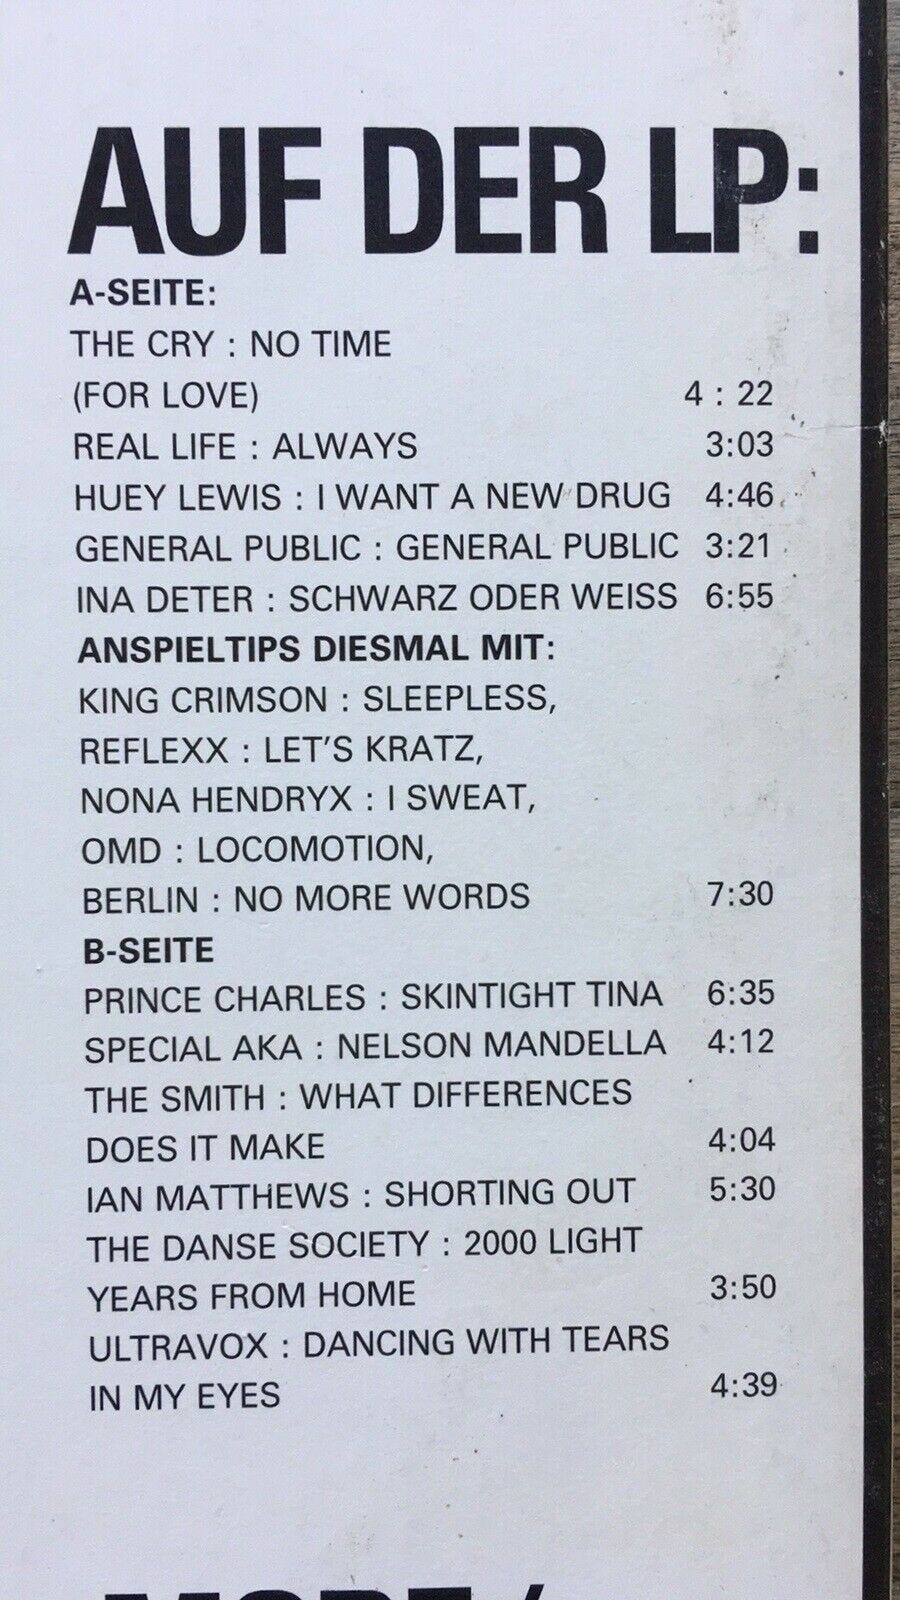 AUF DER LP:
A-SEITE:
THE CRY : NO TIME
(FOR LOVE) 4 : 22
REAL LIFE : ALWAYS 3:03
HUEY LEWIS : I WANT A NEW DRUG 4:46
GENERAL PUBLIC : GENERAL PUBLIC 3:21
INA DETER : SCHWARZ ODER WEISS 6:55
ANSPIELTIPS DIESMAL MIT:
KING CRIMSON : SLEEPLESS,
REFLEXX : LET'S KRATZ,
NONA HENDRYX : I SWEAT,
OMD : LOCOMOTION,
BERLIN : NO MORE WORDS 7:30
B-SEITE
PRINCE CHARLES : SKINTIGHT TINA 6:35
SPECIAL AKA : NELSON MANDELLA 4:12
THE SMITH : WHAT DIFFERENCES
DOES IT MAKE 4:04
IAN MATTHEWS : SHORTING OUT 5:30
THE DANSE SOCIETY : 2000 LIGHT
YEARS FROM HOME 3:50
ULTRAVOX : DANCING WITH TEARS
IN MY EYES 4:39